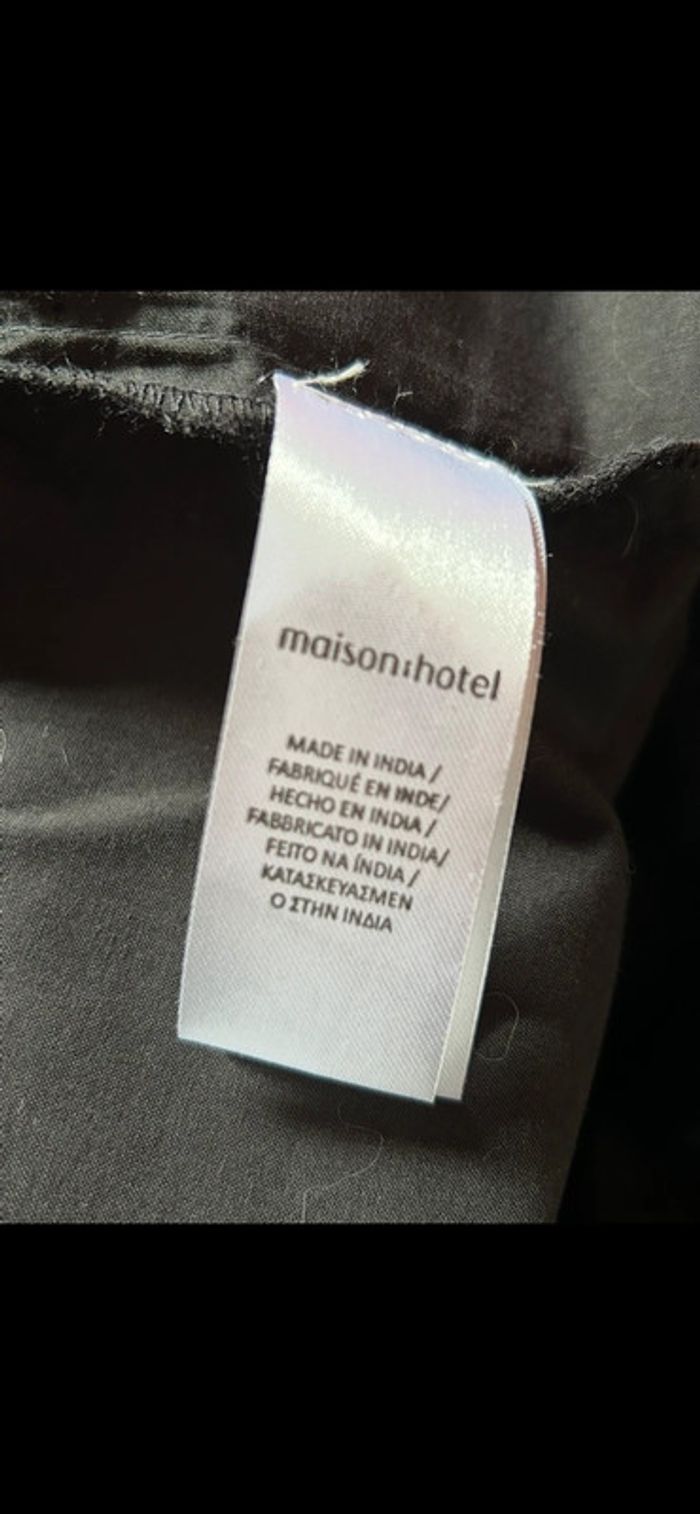 maison:hotel
MADE IN INDIA /
FABRIQUÉ EN INDE/
HECHO EN INDIA /
FABBRICATO IN INDIA/
FEITO NA ÍNDIA /
ΚΑΤΑΣΚΕΥΑΣΜΕΝ
Ο ΣΤΗΝ ΙΝΔΙΑ